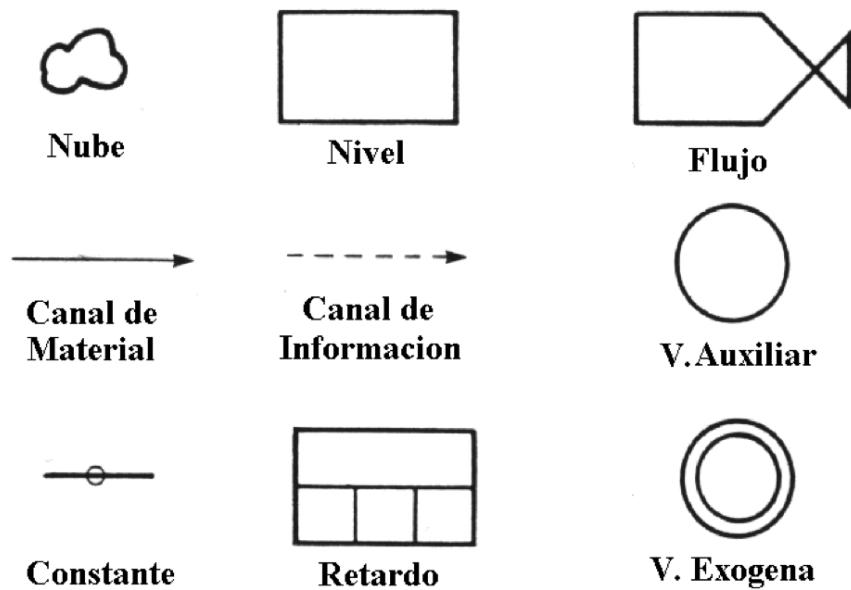 Nube
Nivel
Flujo
Canal de
Material
Canal de
Informacion
V. Auxiliar
Constante
Retardo
V. Exogena